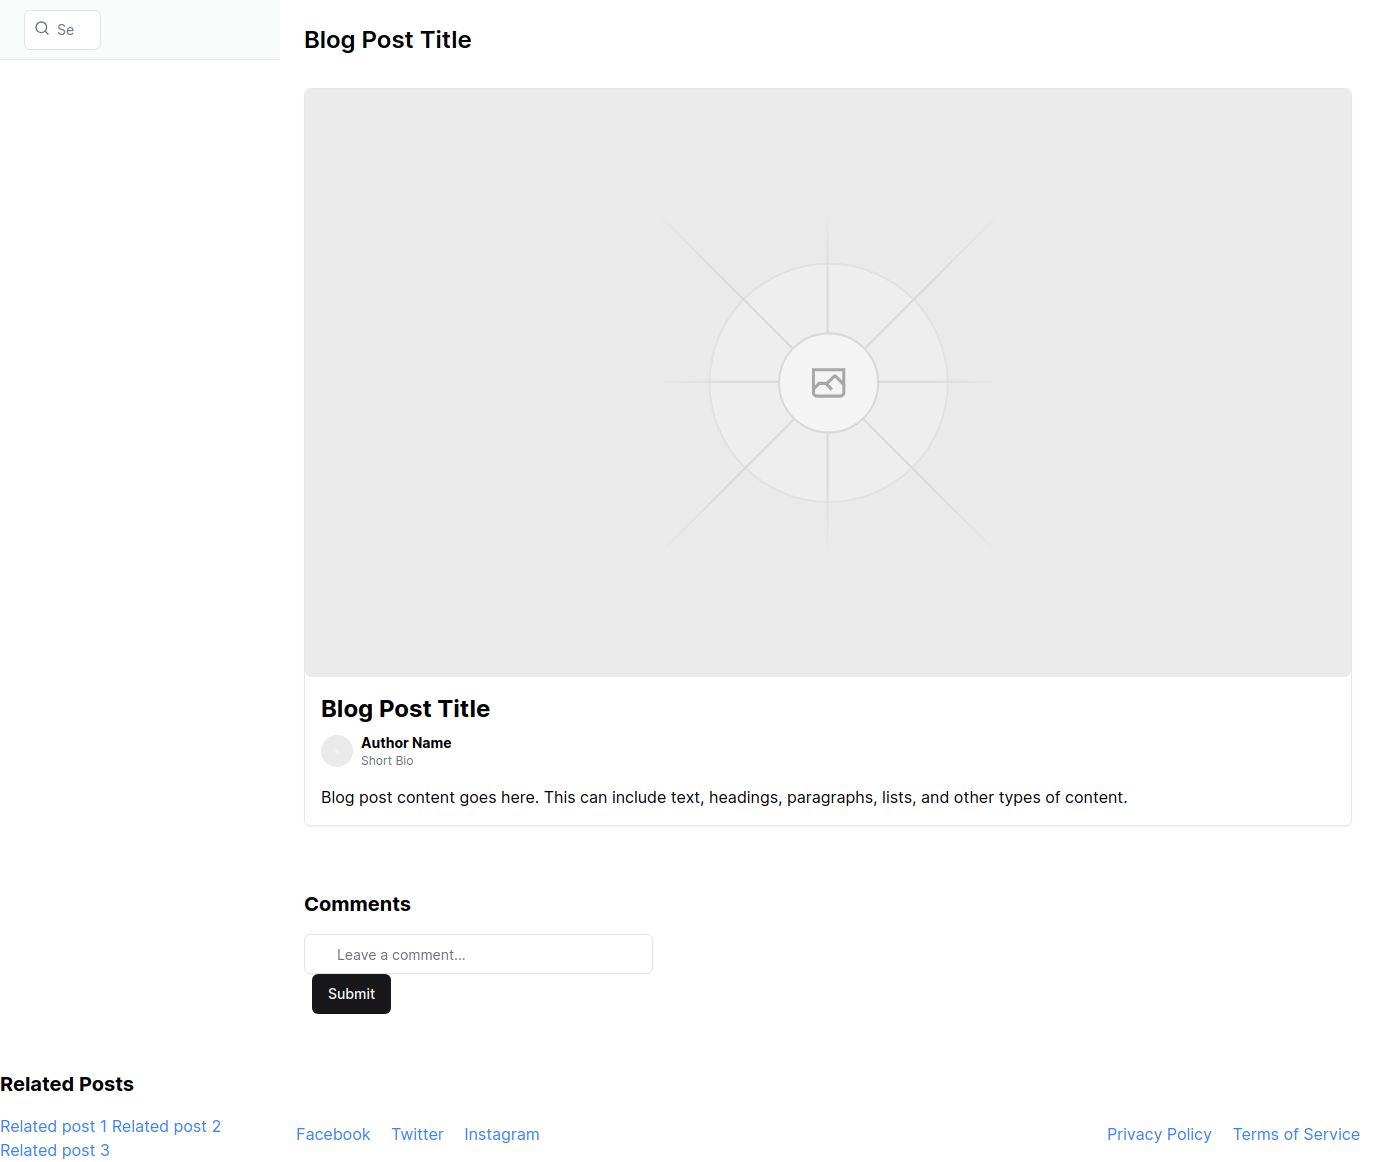 Se
Blog Post Title
Blog Post Title
Author Name
Short Bio
Blog post content goes here. This can include text, headings, paragraphs, lists, and other types of content.
Comments
Leave a comment...
Submit
Related Posts
Related post 1 Related post 2
Related post 3
Facebook Twitter Instagram
Privacy Policy Terms of Service